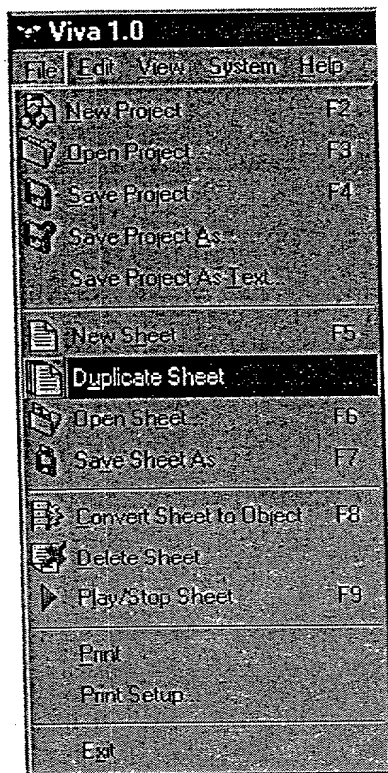 Viva 1.0
File Edit View System Help
New Project F2
Open Project F3
Save Project F4
Save Project As...
Save Project As Text...
New Sheet F5
Duplicate Sheet
Open Sheet... F6
Save Sheet As F7
Convert Sheet to Object F8
Delete Sheet
Play/Stop Sheet F9
Print
Print Setup...
Exit